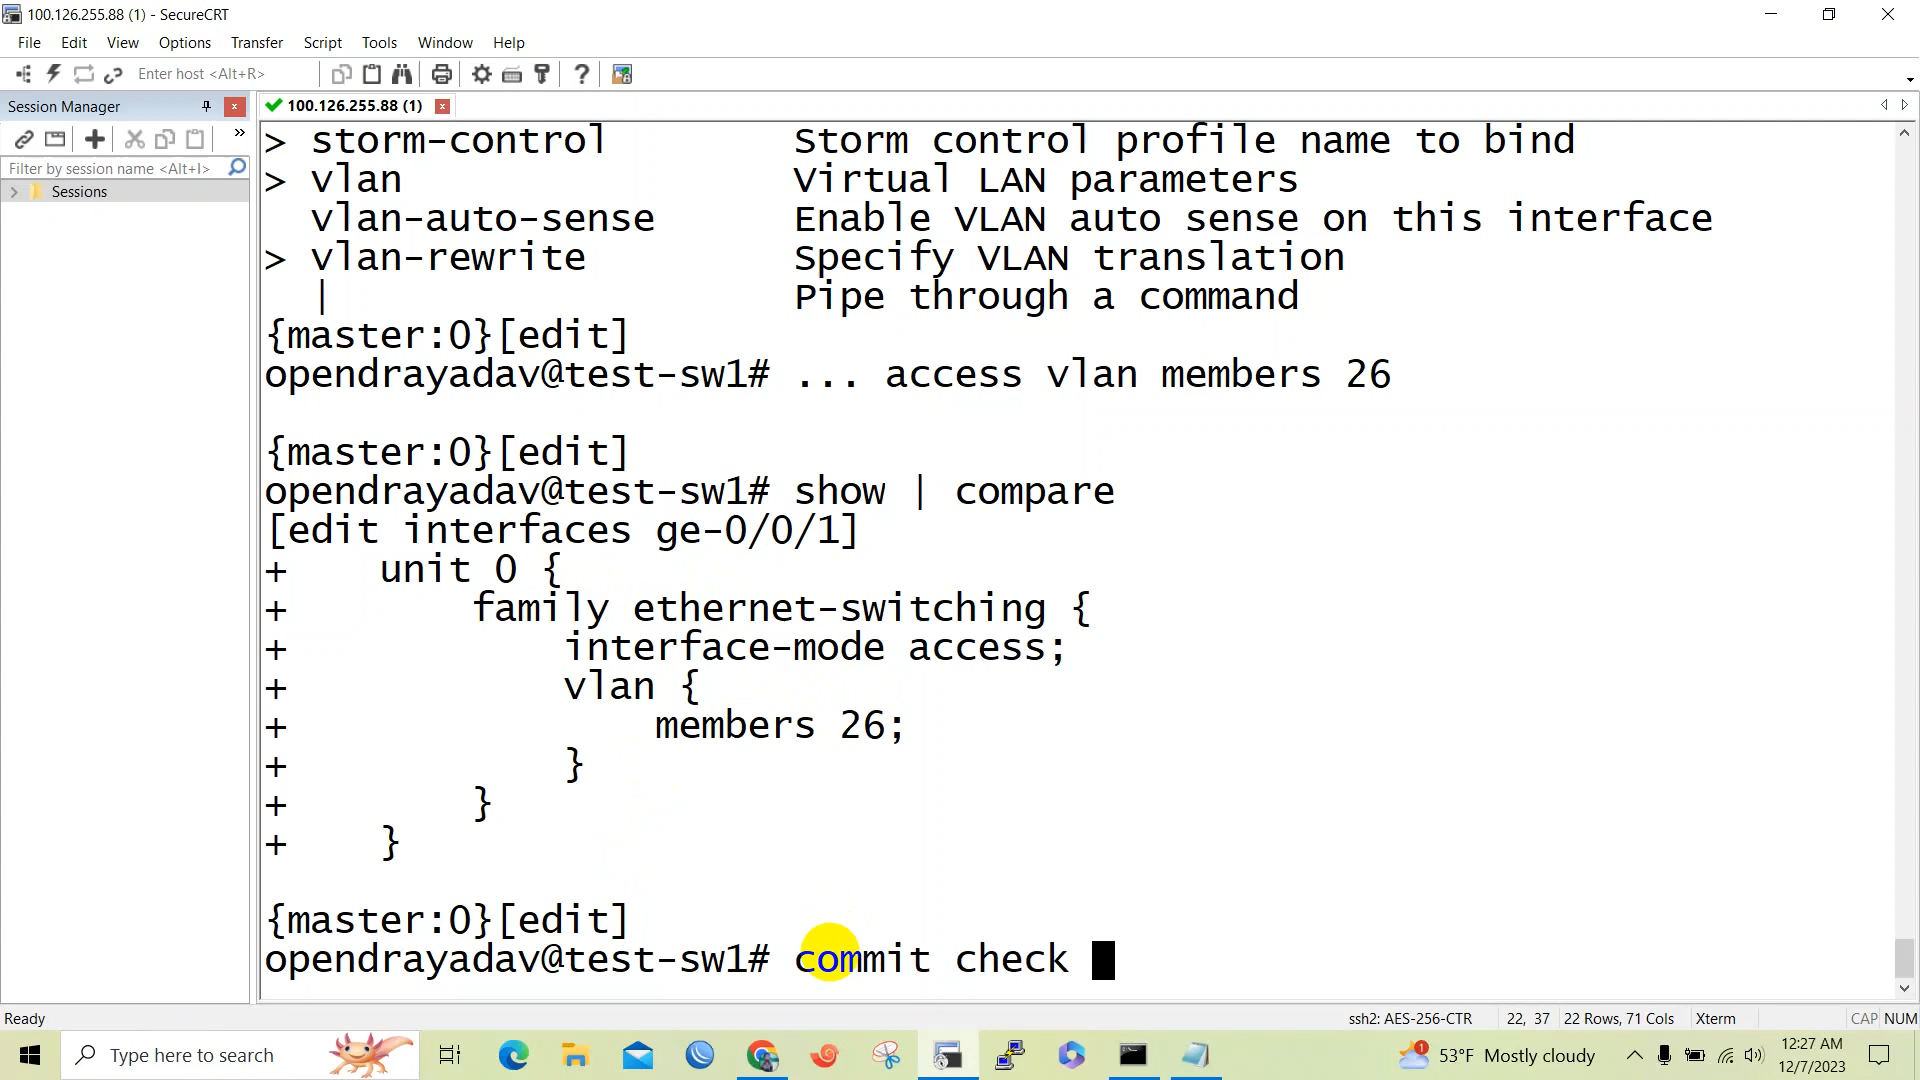 100.126.255.88 (1) - SecureCRT
File Edit View Options Transfer Script Tools Window Help
Enter host <Alt+R>
Session Manager
100.126.255.88 (1)
Filter by session name <Alt+I>
Sessions
> storm-control Storm control profile name to bind
> vlan Virtual LAN parameters
vlan-auto-sense Enable VLAN auto sense on this interface
> vlan-rewrite Specify VLAN translation
| Pipe through a command
{master:0}[edit]
opendrayadav@test-sw1# ... access vlan members 26
{master:0}[edit]
opendrayadav@test-sw1# show | compare
[edit interfaces ge-0/0/1]
+ unit 0 {
+ family ethernet-switching {
+ interface-mode access;
+ vlan {
+ members 26;
+ }
+ }
+ }
{master:0}[edit]
opendrayadav@test-sw1# commit check
Ready
ssh2: AES-256-CTR 22, 37 22 Rows, 71 Cols Xterm CAP NUM
Type here to search
1
53°F Mostly cloudy
12:27 AM
12/7/2023